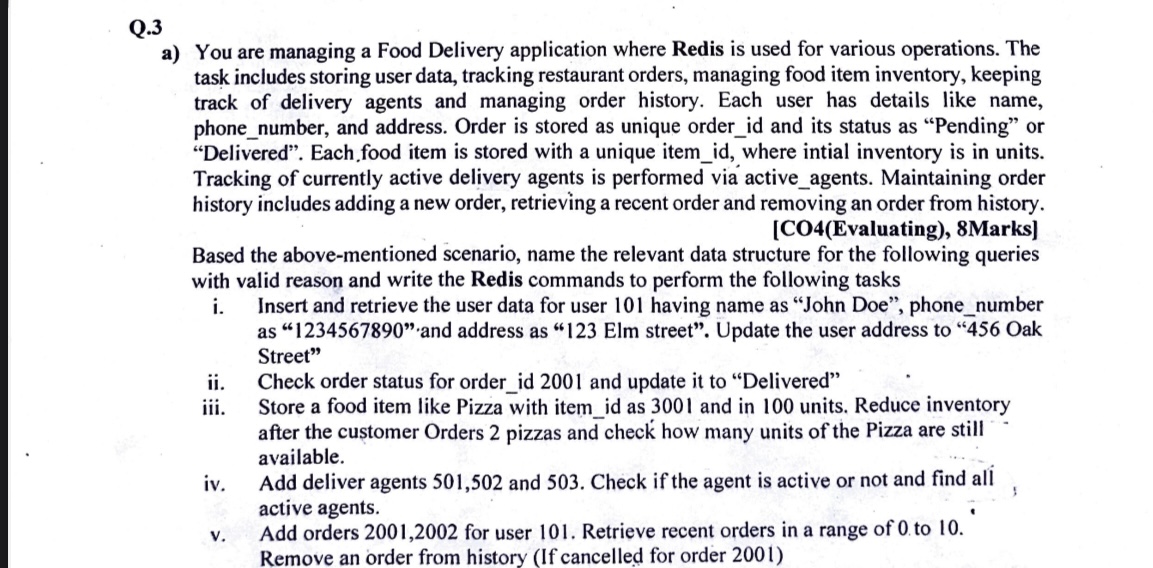 Q.3
a) You are managing a Food Delivery application where Redis is used for various operations. The
task includes storing user data, tracking restaurant orders, managing food item inventory, keeping
track of delivery agents and managing order history. Each user has details like name,
phone_number, and address. Order is stored as unique order_id and its status as “Pending” or
“Delivered”. Each food item is stored with a unique item_id, where intial inventory is in units.
Tracking of currently active delivery agents is performed via active_agents. Maintaining order
history includes adding a new order, retrieving a recent order and removing an order from history.
[CO4(Evaluating), 8Marks]
Based the above-mentioned scenario, name the relevant data structure for the following queries
with valid reason and write the Redis commands to perform the following tasks
i. Insert and retrieve the user data for user 101 having name as “John Doe”, phone_number
as “1234567890” and address as “123 Elm street”. Update the user address to “456 Oak
Street”
ii. Check order status for order_id 2001 and update it to “Delivered”
iii. Store a food item like Pizza with item_id as 3001 and in 100 units. Reduce inventory
after the customer Orders 2 pizzas and check how many units of the Pizza are still
available.
iv. Add deliver agents 501,502 and 503. Check if the agent is active or not and find all
active agents.
v. Add orders 2001,2002 for user 101. Retrieve recent orders in a range of 0 to 10.
Remove an order from history (If cancelled for order 2001)